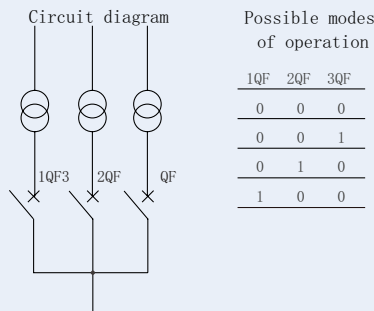 Circuit diagram
1QF3 2QF QF
Possible modes
of operation
1QF 2QF 3QF
0 0 0
0 0 1
0 1 0
1 0 0